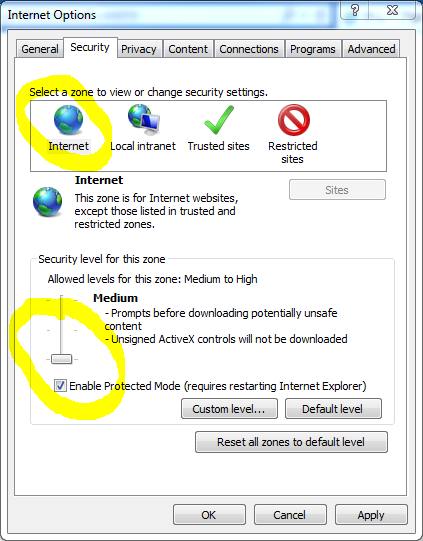 Internet Options
General Security Privacy Content Connections Programs Advanced
Select a zone to view or change security settings.
Internet Local intranet Trusted sites Restricted
sites
Internet
Sites
This zone is for Internet websites,
except those listed in trusted and
restricted zones.
Security level for this zone
Allowed levels for this zone: Medium to High
Medium
- Prompts before downloading potentially unsafe
content
- Unsigned ActiveX controls will not be downloaded
Enable Protected Mode (requires restarting Internet Explorer)
Custom level... Default level
Reset all zones to default level
OK Cancel Apply